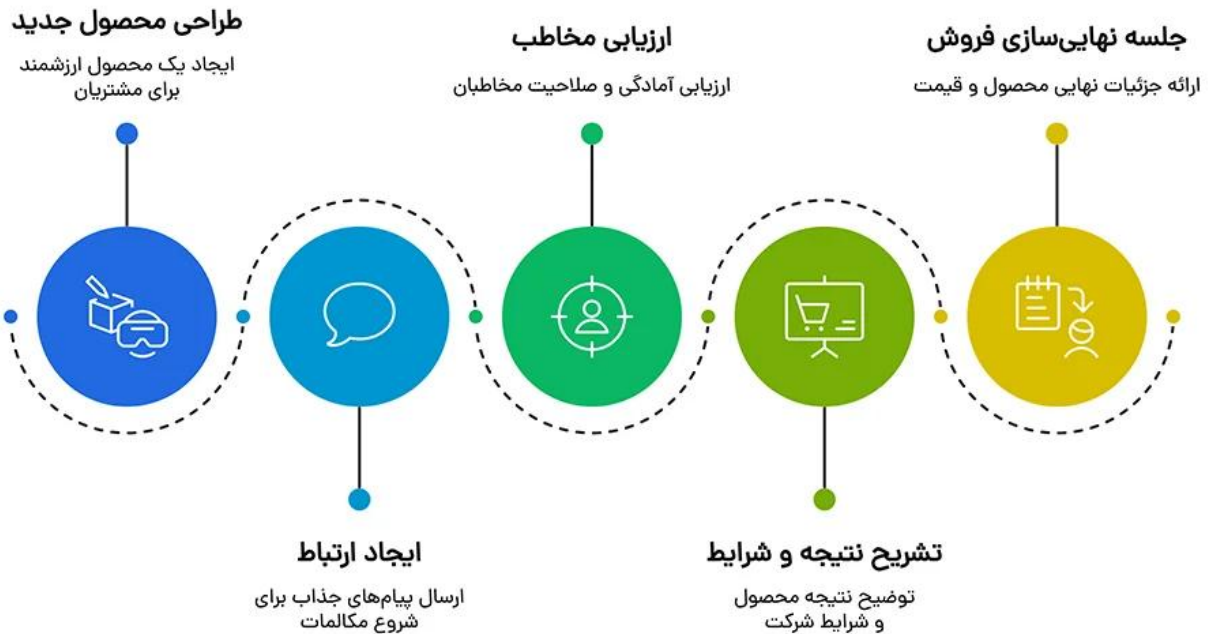 طراحی محصول جدید
ایجاد یک محصول ارزشمند
برای مشتریان
ایجاد ارتباط
ارسال پیام‌های جذاب برای
شروع مکالمات
ارزیابی مخاطب
ارزیابی آمادگی و صلاحیت مخاطبان
تشریح نتیجه و شرایط
توضیح نتیجه محصول
و شرایط شرکت
جلسه نهایی‌سازی فروش
ارائه جزئیات نهایی محصول و قیمت